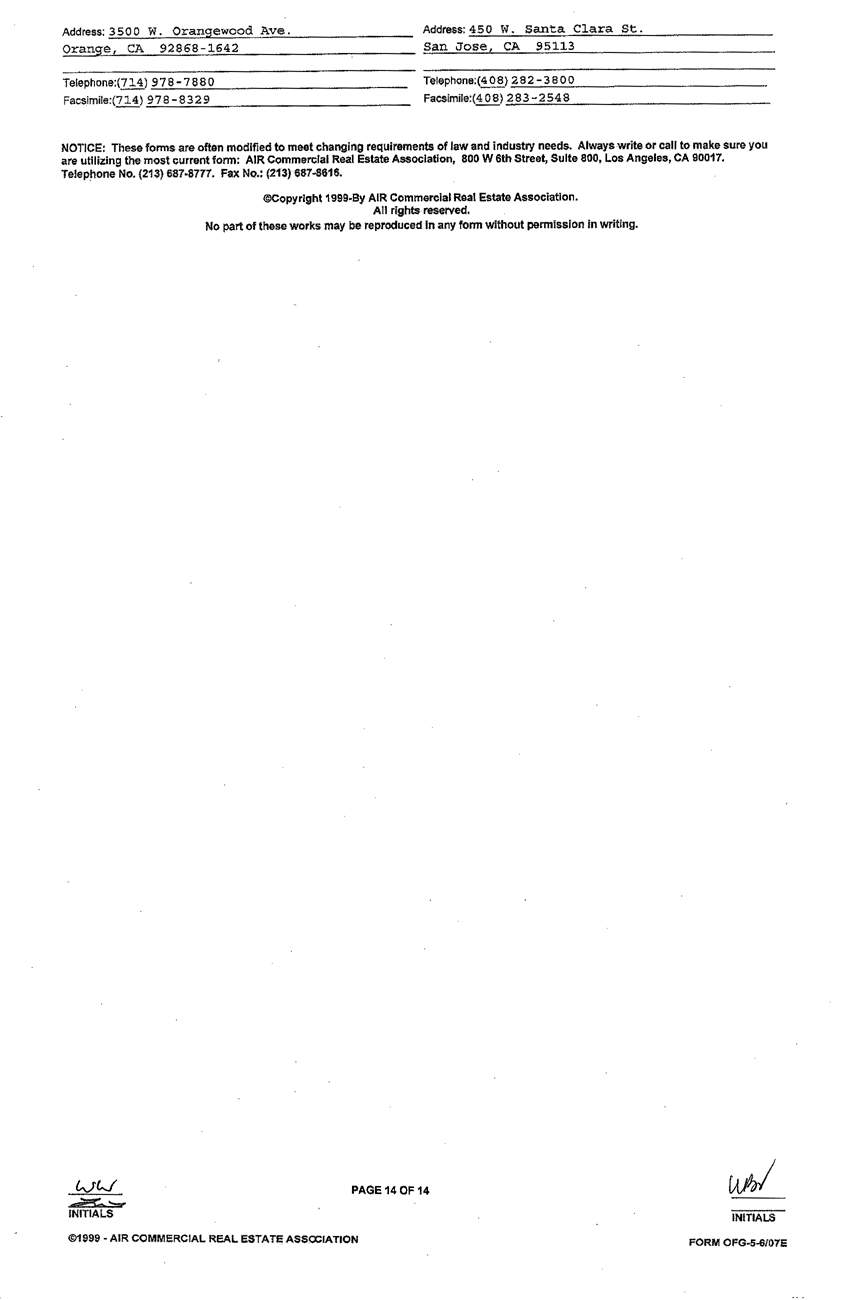 Address: 3500 W. Orangewood Ave.
Orange, CA 92868-1642
Telephone:(714) 978-7880
Facsimile:(714) 978-8329
Address: 450 W. Santa Clara St.
San Jose, CA 95113
Telephone:(408) 282-3800
Facsimile:(408) 283-2548
NOTICE: These forms are often modified to meet changing requirements of law and industry needs. Always write or call to make sure you
are utilizing the most current form: AIR Commercial Real Estate Association, 800 W 6th Street, Suite 800, Los Angeles, CA 90017.
Telephone No. (213) 687-8777. Fax No.: (213) 687-8616.
©Copyright 1999-By AIR Commercial Real Estate Association.
All rights reserved.
No part of these works may be reproduced in any form without permission in writing.
INITIALS
PAGE 14 OF 14
INITIALS
©1999 - AIR COMMERCIAL REAL ESTATE ASSOCIATION
FORM OFG-5-6/07E